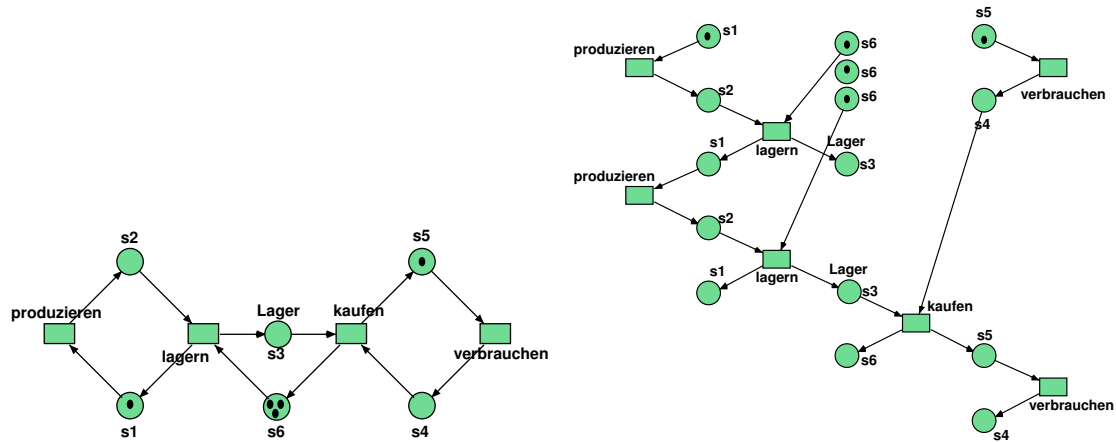 s2
s5
produzieren
Lager
kaufen
lagern
s3
verbrauchen
s1
s6
s4
s1
s6
s5
produzieren
s6
verbrauchen
s2
s6
s4
s1
lagern
Lager
s3
produzieren
s2
s1
lagern
Lager
s3
kaufen
s6
s5
verbrauchen
s4